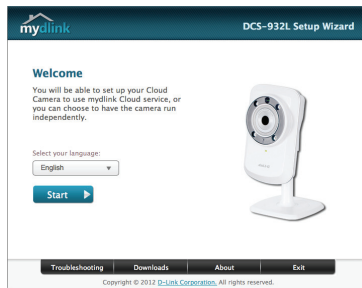 mydlink
DCS-932L Setup Wizard
Welcome
You will be able to set up your Cloud
Camera to use mydlink Cloud service, or
you can choose to have the camera run
independently.
Select your language:
English
Start
Troubleshooting Downloads About Exit
Copyright © 2012 D-Link Corporation. All rights reserved.